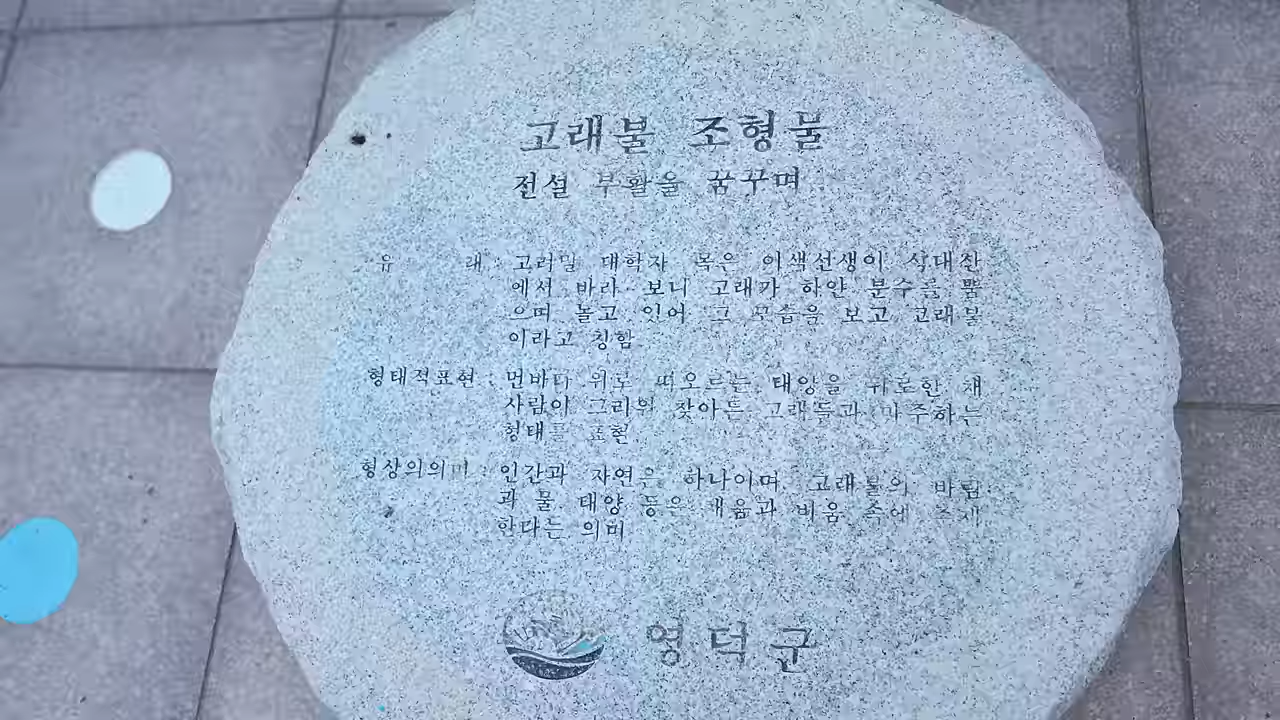 고래불 조형물
전설 부활을 꿈꾸며
유 래 : 고려말 대학자 목은 이색선생이 상대산
에서 바라 보니 고래가 하얀 분수를 뿜
으며 놀고 있어 그 모습을 보고 고래불
이라고 칭함
형태적표현 : 먼바다 위로 떠오르는 태양을 뒤로한 채
사람이 그리워 찾아든 고래들과 마주하는
형태를 표현
형상의의미 : 인간과 자연은 하나이며, 고래불의 바람
과 물, 태양 등은 채움과 비움 속에 존재
한다는 의미
영덕군